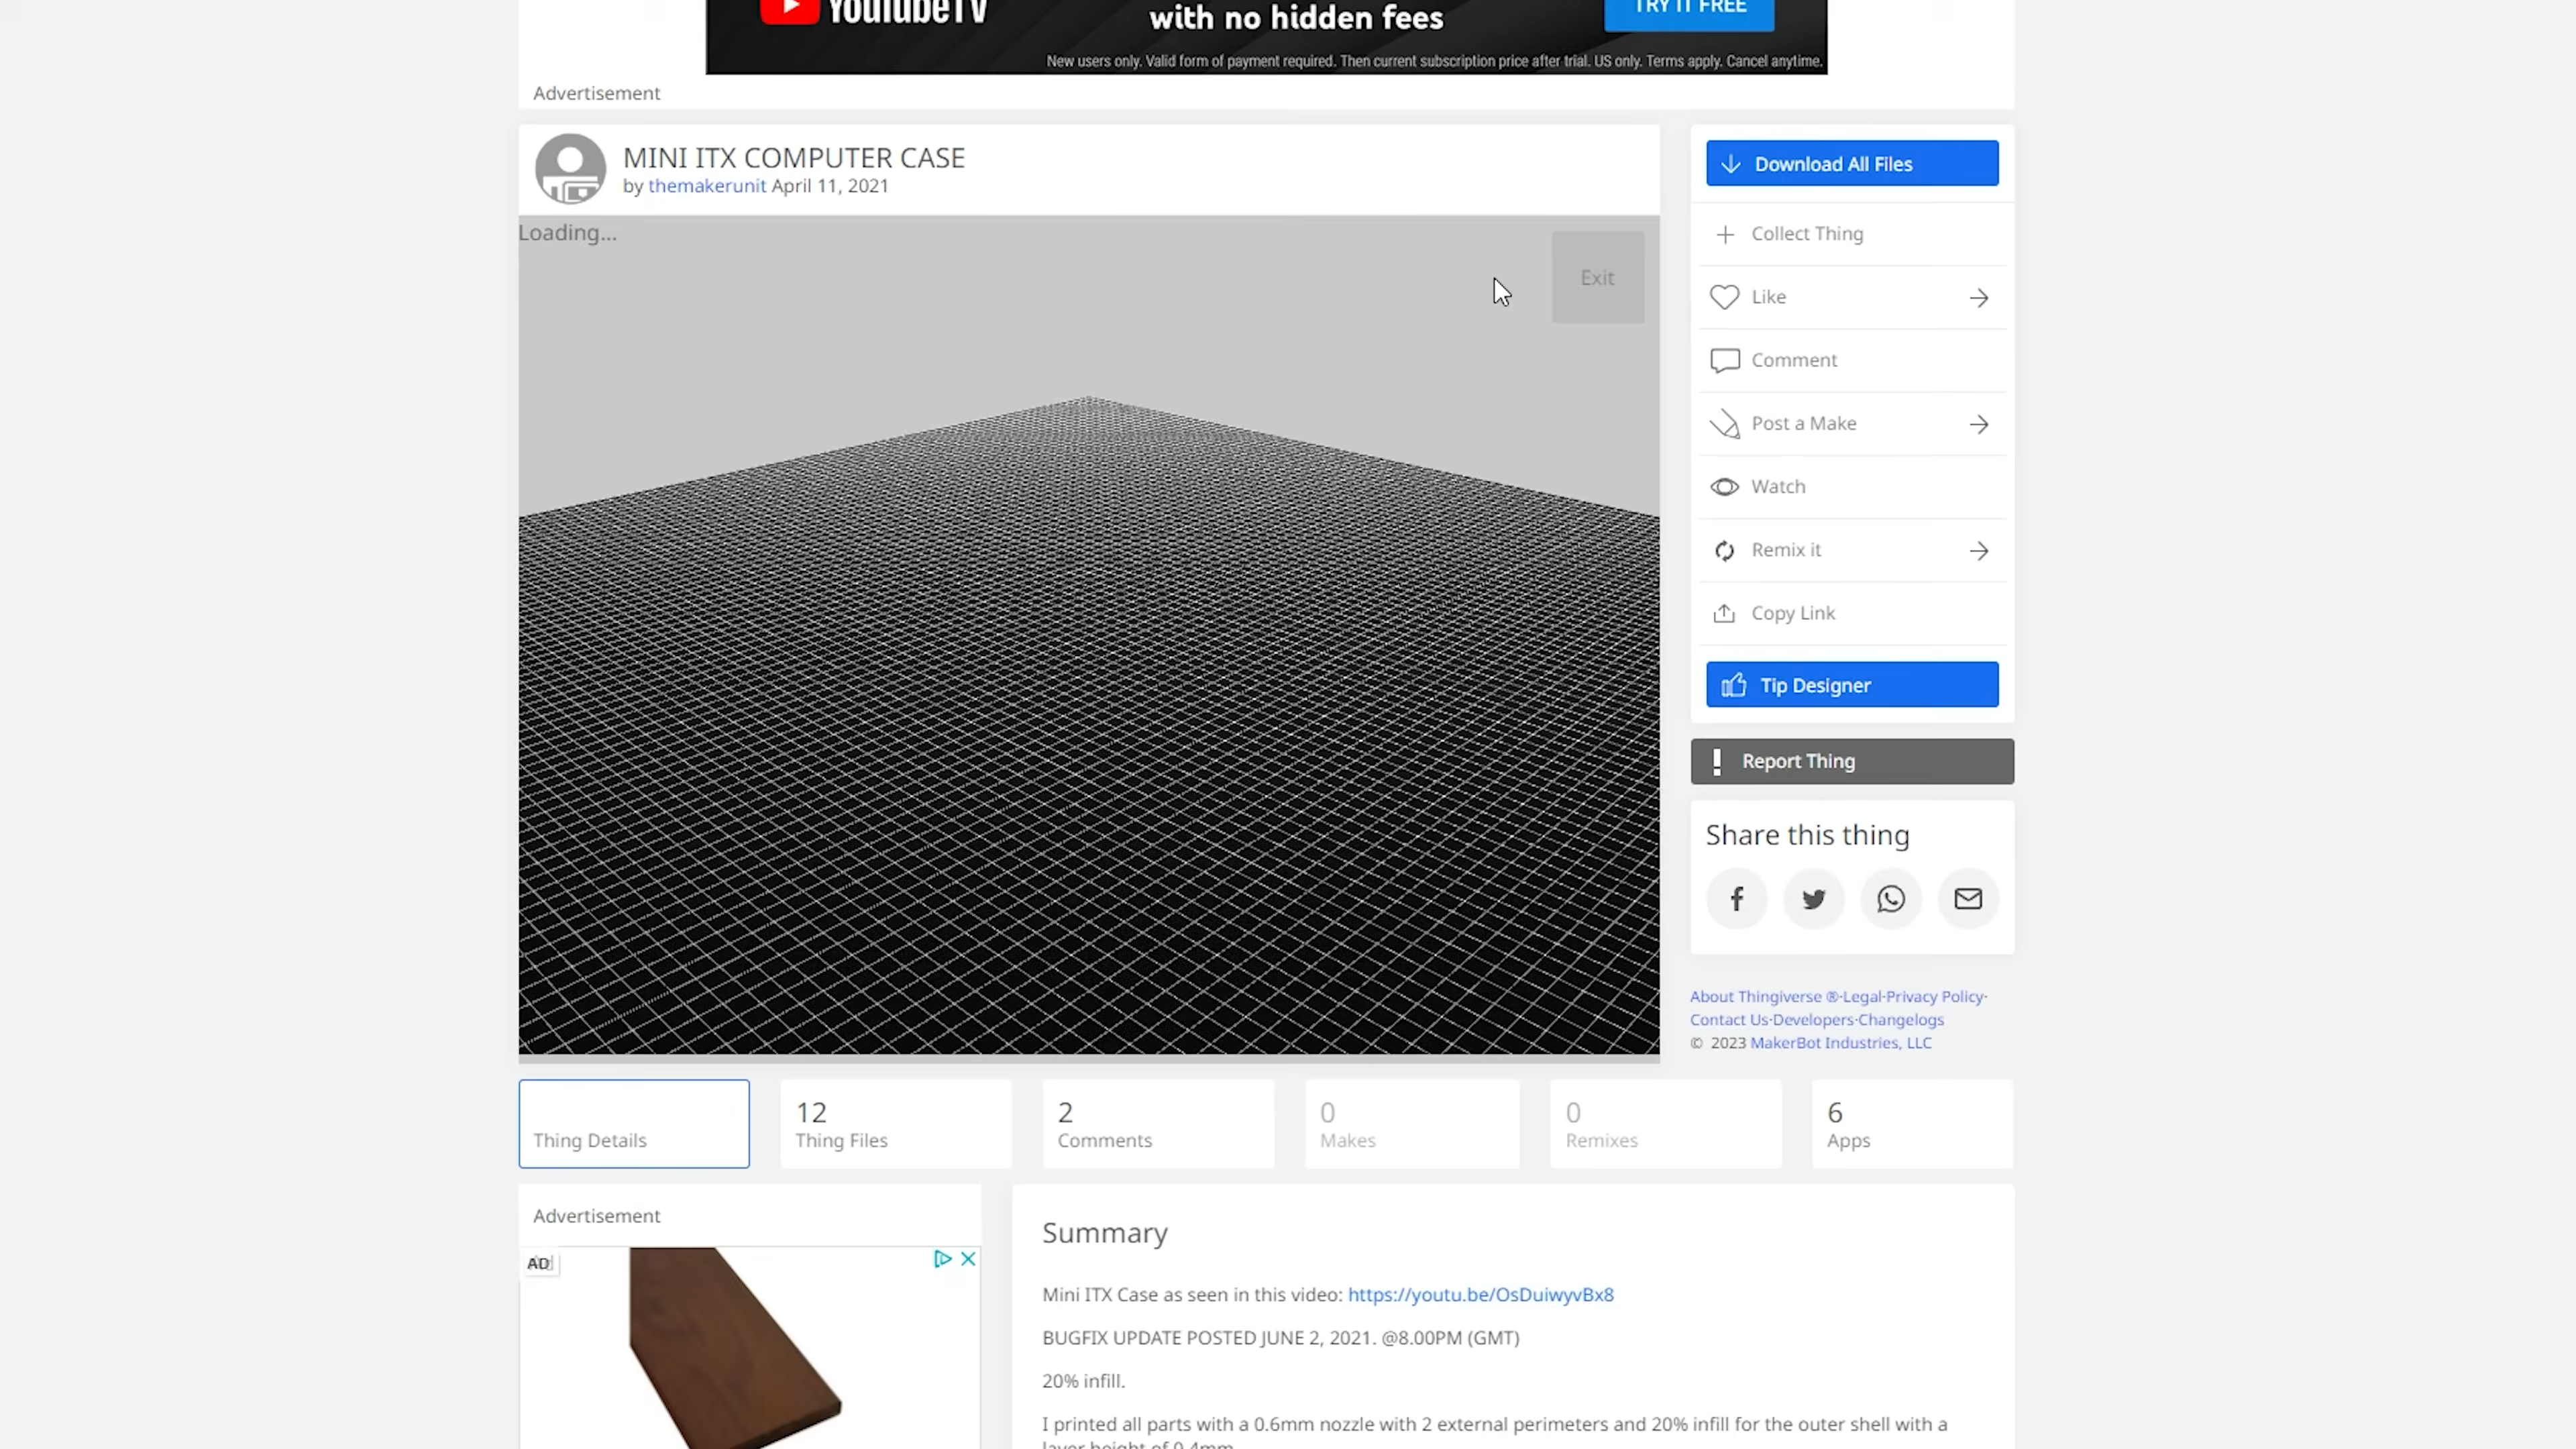 YouTubeTV
with no hidden fees
TRY IT FREE
New users only. Valid form of payment required. Then current subscription price after trial. US only. Terms apply. Cancel anytime.
Advertisement
MINI ITX COMPUTER CASE
by themakerunit April 11, 2021
Loading...
Exit
Download All Files
Collect Thing
Like
Comment
Post a Make
Watch
Remix it
Copy Link
Tip Designer
Report Thing
Share this thing
About Thingiverse ®·Legal·Privacy Policy·
Contact Us·Developers·Changelogs
© 2023 MakerBot Industries, LLC
Thing Details
12
Thing Files
2
Comments
0
Makes
0
Remixes
6
Apps
Advertisement
AD
Summary
Mini ITX Case as seen in this video: https://youtu.be/OsDuiwyvBx8
BUGFIX UPDATE POSTED JUNE 2, 2021. @8.00PM (GMT)
20% infill.
I printed all parts with a 0.6mm nozzle with 2 external perimeters and 20% infill for the outer shell with a
layer height of 0.4mm